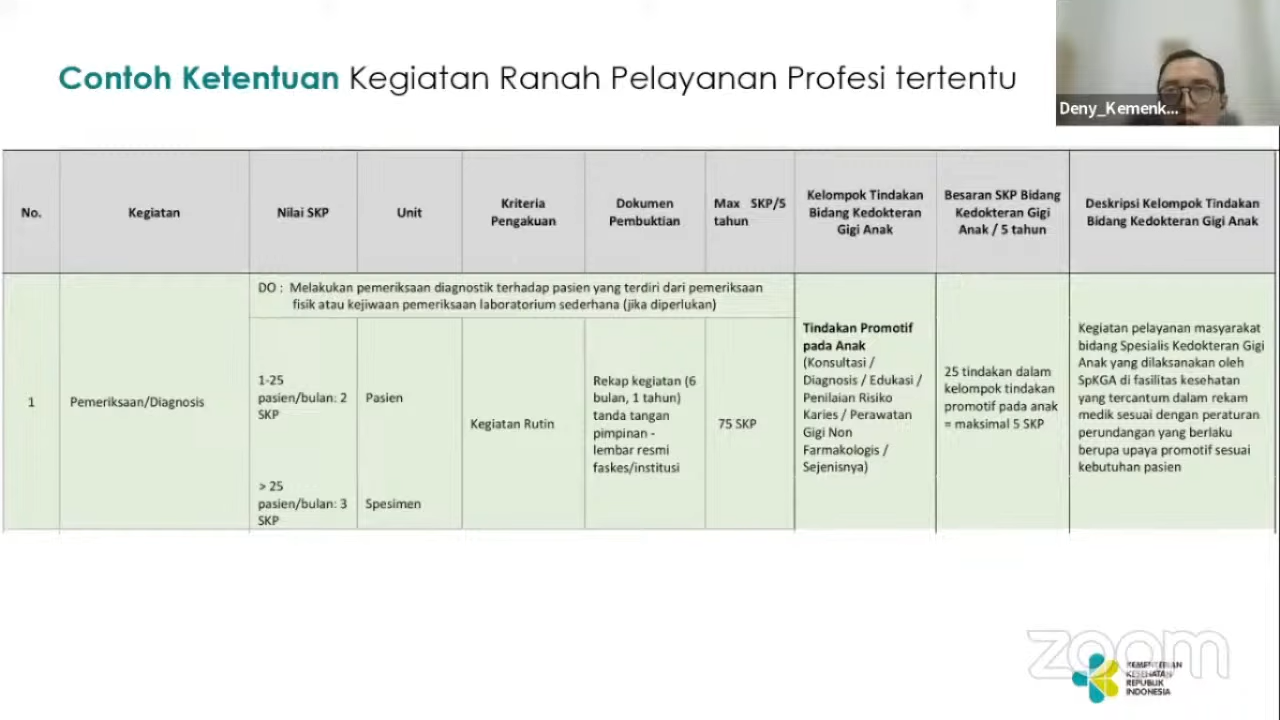 Contoh Ketentuan Kegiatan Ranah Pelayanan Profesi tertentu
Deny_Kemenk...
No.
Kegiatan
Nilai SKP
Unit
Kriteria
Pengakuan
Dokumen
Pembuktian
Max SKP/5
tahun
Kelompok Tindakan
Bidang Kedokteran
Gigi Anak
Besaran SKP Bidang
Kedokteran Gigi
Anak / 5 tahun
Deskripsi Kelompok Tindakan
Bidang Kedokteran Gigi Anak
1
Pemeriksaan/Diagnosis
DO : Melakukan pemeriksaan diagnostik terhadap pasien yang terdiri dari pemeriksaan
fisik atau kejiwaan pemeriksaan laboratorium sederhana (jika diperlukan)
1-25
pasien/bulan: 2
SKP
Pasien
> 25
pasien/bulan: 3
SKP
Spesimen
Kegiatan Rutin
Rekap kegiatan (6
bulan, 1 tahun)
tanda tangan
pimpinan -
lembar resmi
faskes/institusi
75 SKP
Tindakan Promotif
pada Anak
(Konsultasi /
Diagnosis / Edukasi /
Penilaian Risiko
Karies / Perawatan
Gigi Non
Farmakologis /
Sejenisnya)
25 tindakan dalam
kelompok tindakan
promotif pada anak
= maksimal 5 SKP
Kegiatan pelayanan masyarakat
bidang Spesialis Kedokteran Gigi
Anak yang dilaksanakan oleh
SpKGA di fasilitas kesehatan
yang tercantum dalam rekam
medik sesuai dengan peraturan
perundangan yang berlaku
berupa upaya promotif sesuai
kebutuhan pasien
zoom
KEMENTERIAN
KESEHATAN
REPUBLIK
INDONESIA